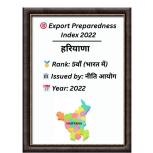 Export Preparedness
Index 2022
हरियाणा
Rank: 5वाँ (भारत में)
Issued by: नीति आयोग
Year: 2022